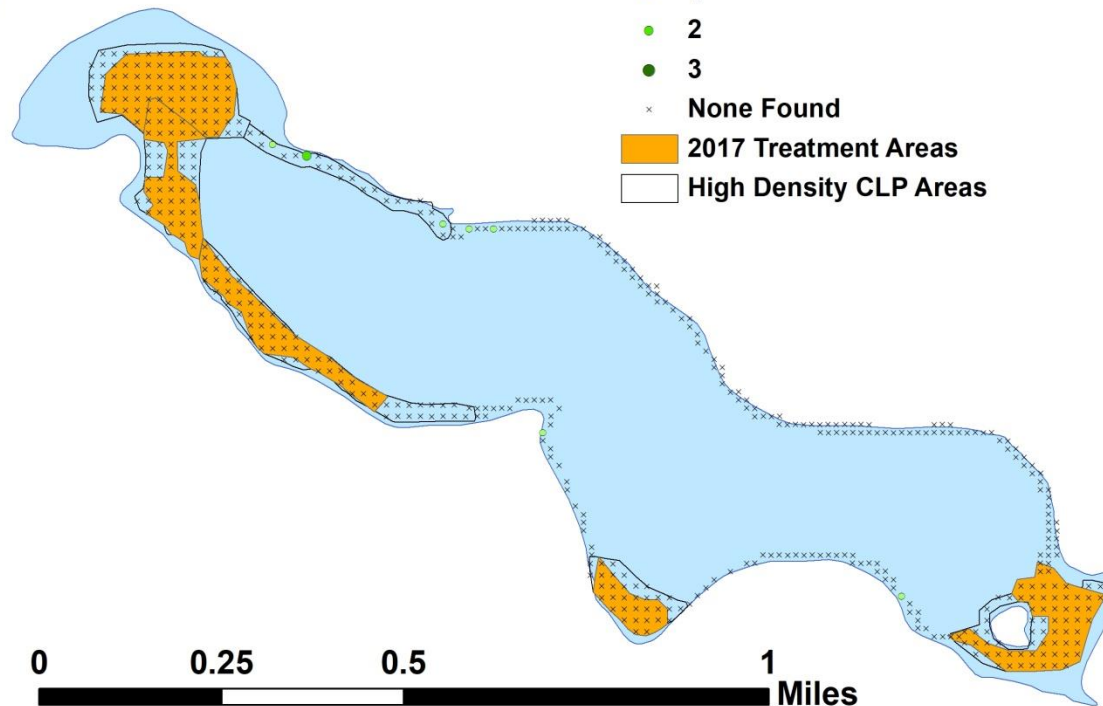 2
3
None Found
2017 Treatment Areas
High Density CLP Areas
0 0.25 0.5 1
Miles